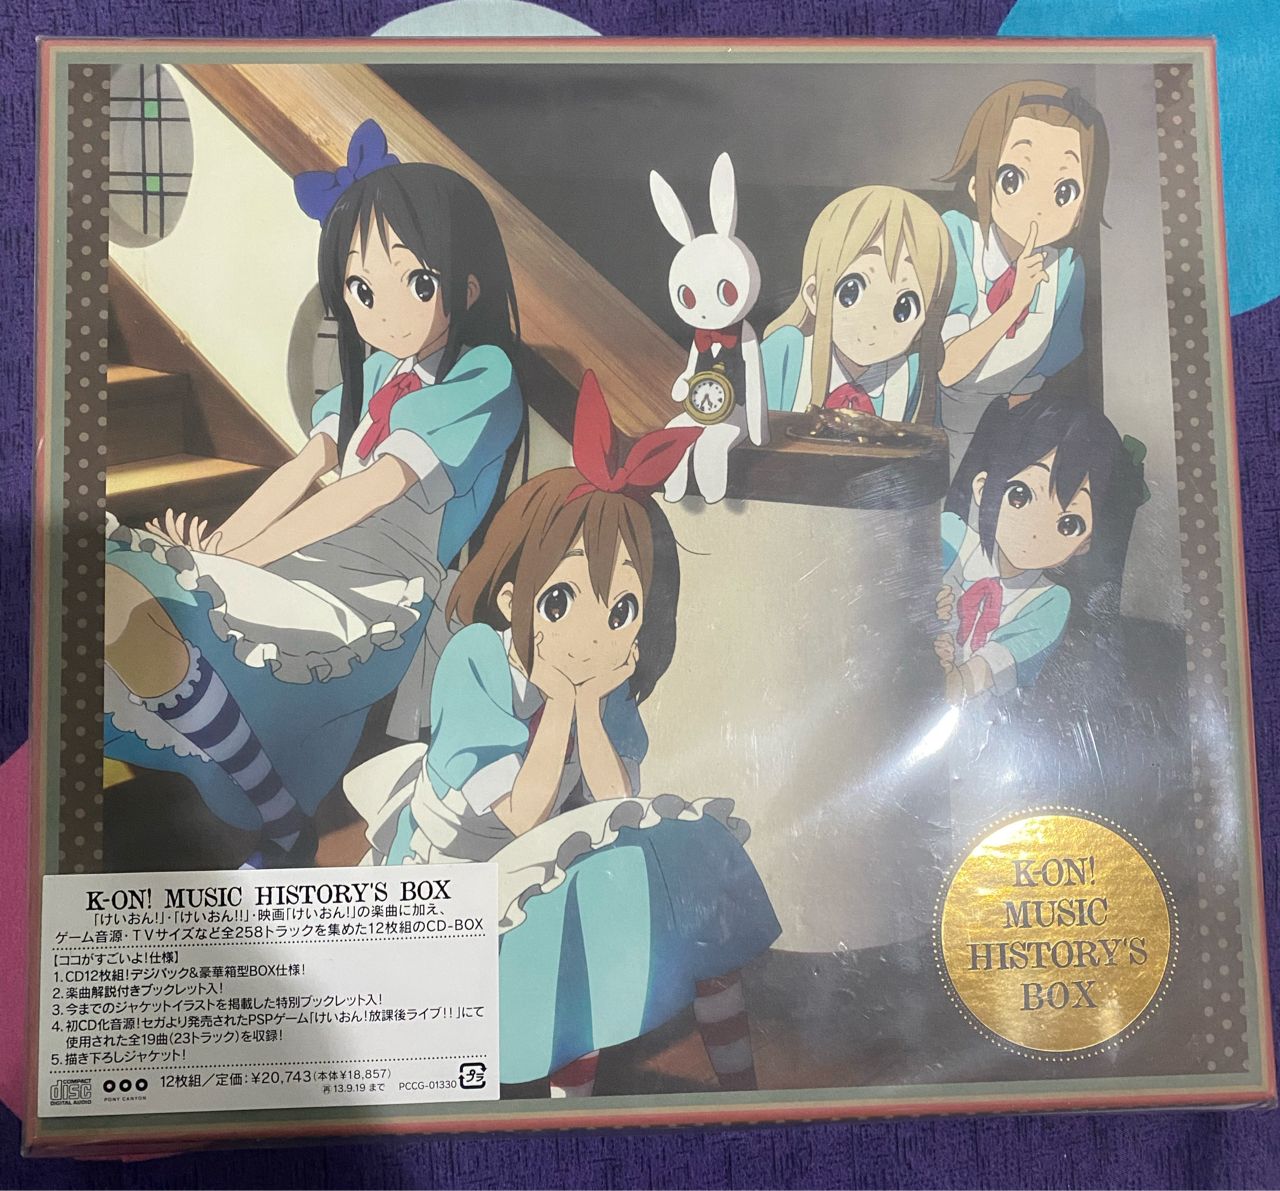 K-ON! MUSIC HISTORY'S BOX
「けいおん!」・「けいおん!!」・映画「けいおん!」の楽曲に加え、
ゲーム音源・TVサイズなど全258トラックを集めた12枚組のCD-BOX
【ココがすごいよ!仕様】
1. CD12枚組!デジパック&豪華箱型BOX仕様!
2. 楽曲解説付きブックレット入!
3. 今までのジャケットイラストを掲載した特別ブックレット入!
4. 初CD化音源!セガより発売されたPSPゲーム「けいおん!放課後ライブ!!」にて
使用された全19曲(23トラック)を収録!
5. 描き下ろしジャケット!
COMPACT
disc
DIGITAL AUDIO
PONY CANYON
12枚組/定価:¥20,743(本体¥18,857)
再13.9.19まで
PCCG-01330
プラ
K-ON!
MUSIC
HISTORY'S
BOX